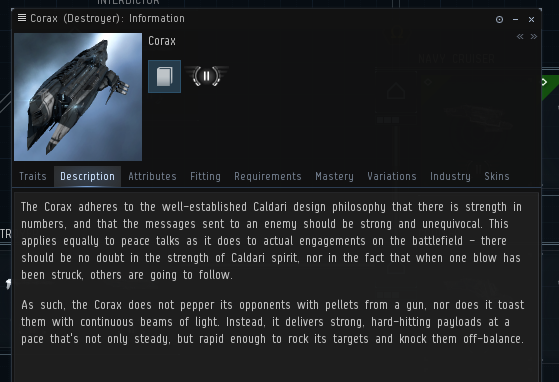 INTERDICTOR
Corax (Destroyer): Information
Corax
Traits Description Attributes Fitting Requirements Mastery Variations Industry Skins
The Corax adheres to the well-established Caldari design philosophy that there is strength in
numbers, and that the messages sent to an enemy should be strong and unequivocal. This
applies equally to peace talks as it does to actual engagements on the battlefield - there
should be no doubt in the strength of Caldari spirit, nor in the fact that when one blow has
been struck, others are going to follow.
As such, the Corax does not pepper its opponents with pellets from a gun, nor does it toast
them with continuous beams of light. Instead, it delivers strong, hard-hitting payloads at a
pace that's not only steady, but rapid enough to rock its targets and knock them off-balance.